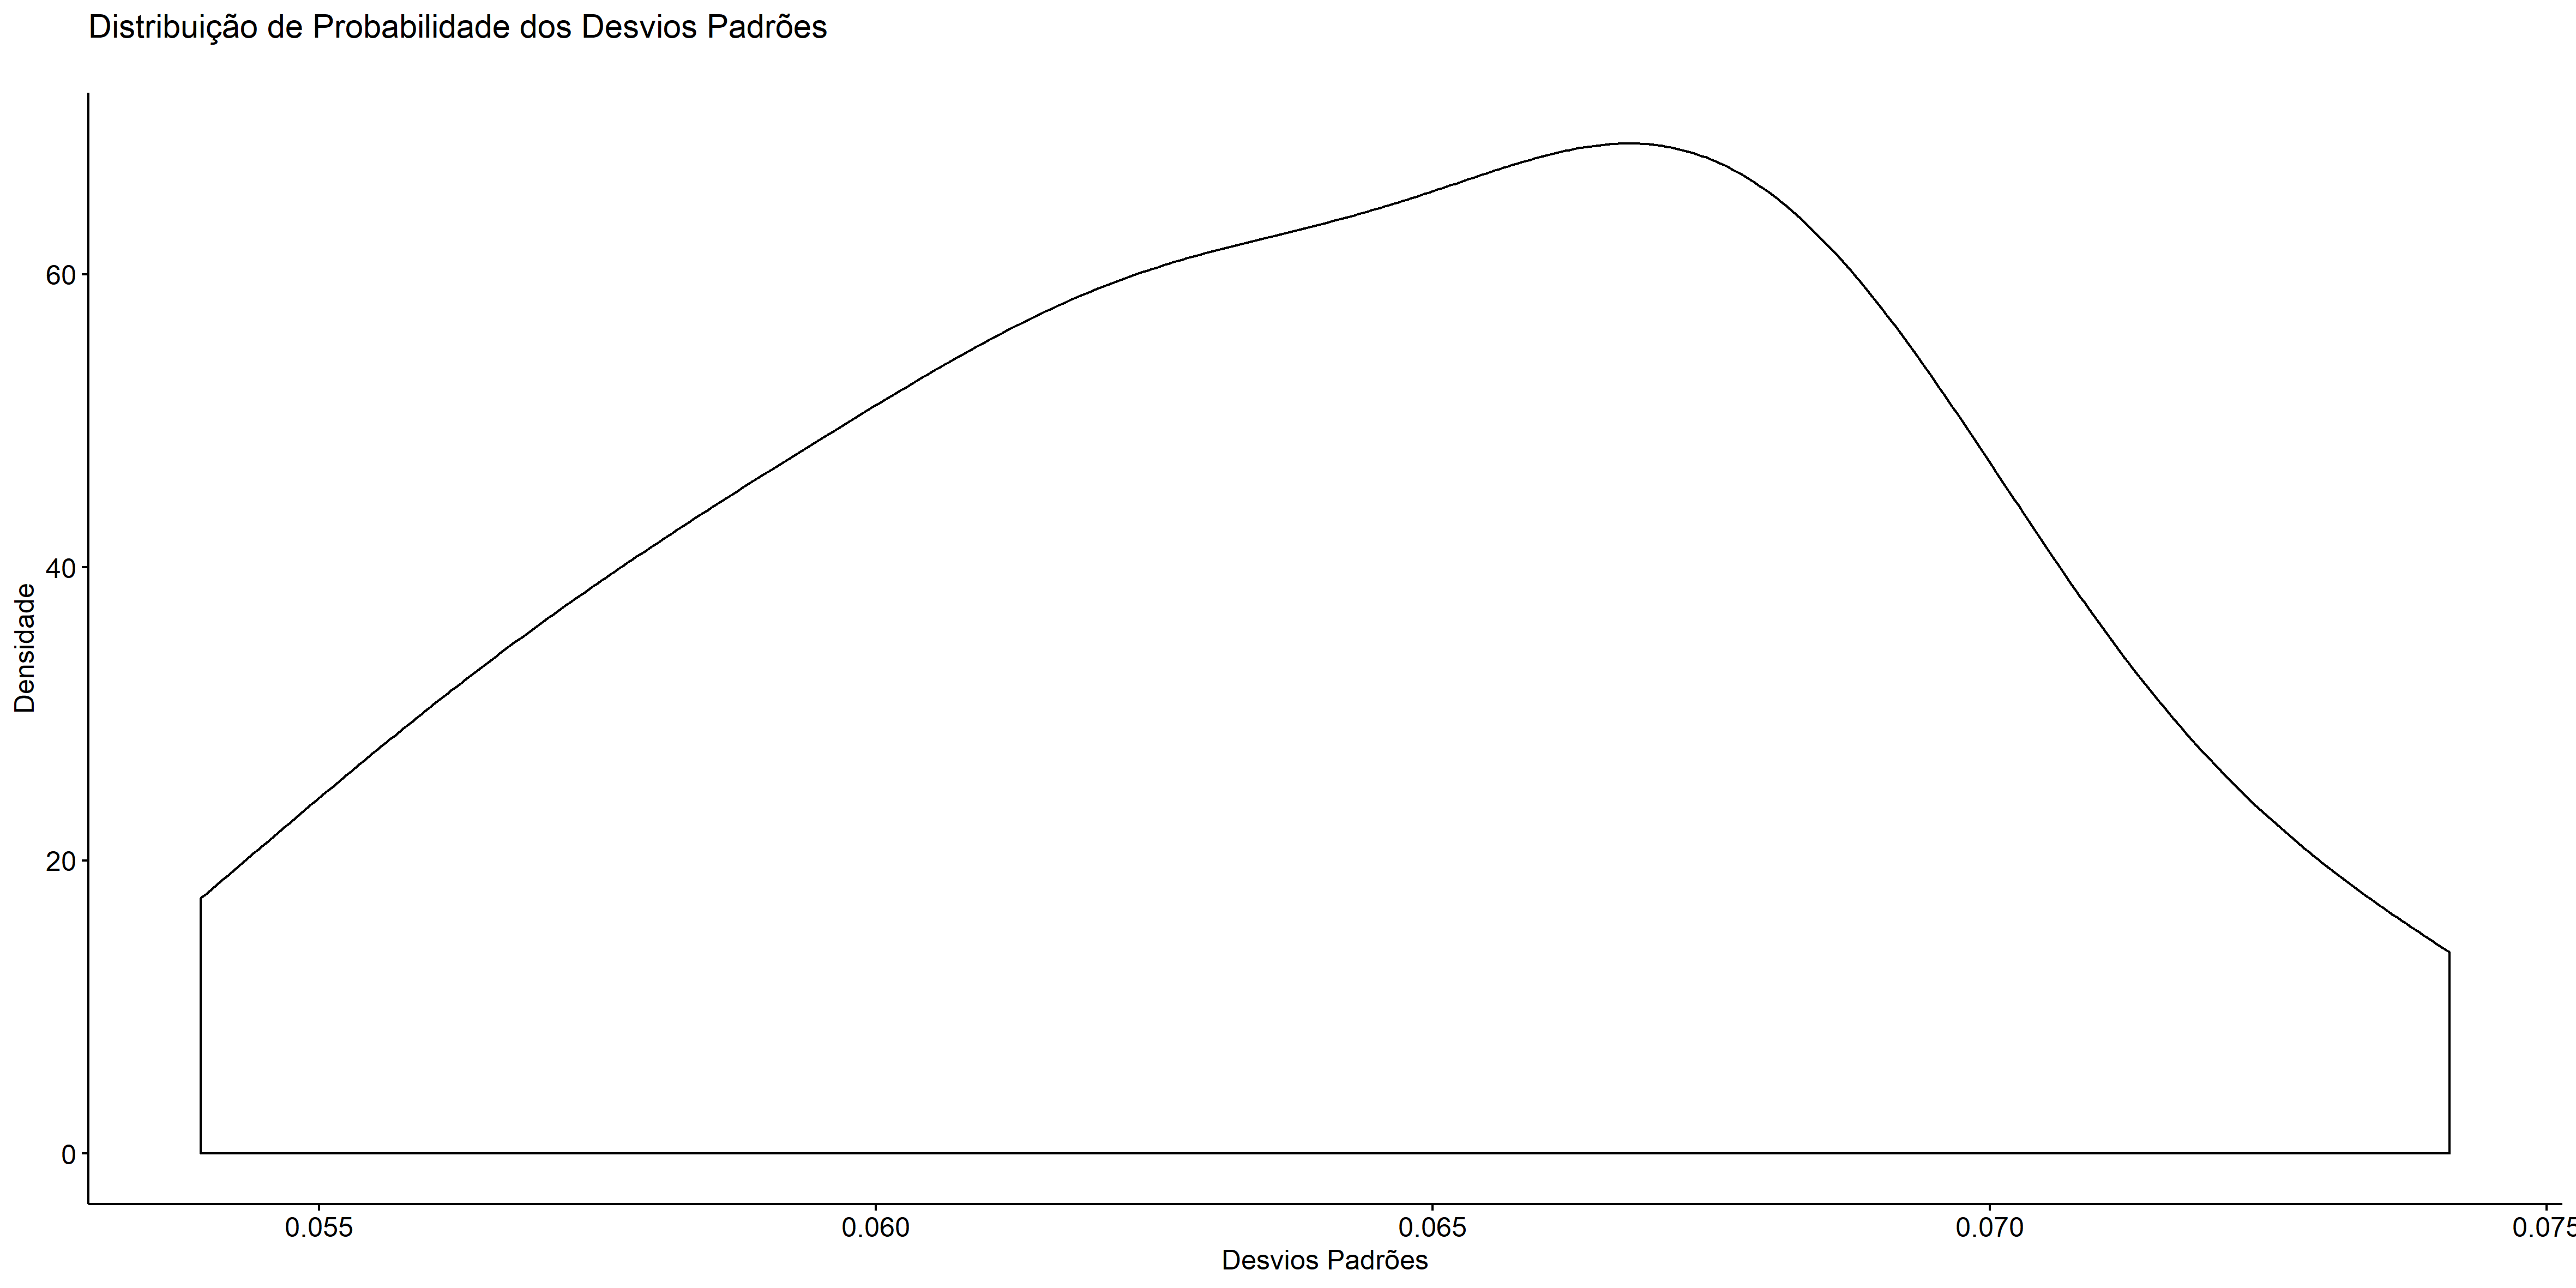 Distribuição de Probabilidade dos Desvios Padrões
60
40
20
0
Densidade
0.055 0.060 0.065 0.070 0.075
Desvios Padrões